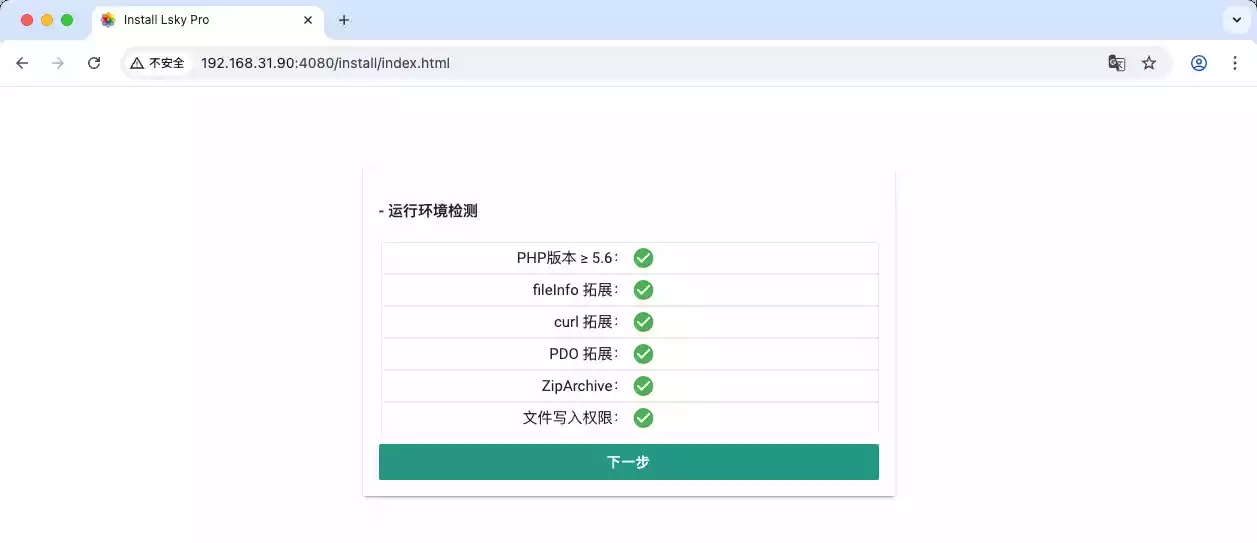 Install Lsky Pro
不安全
192.168.31.90:4080/install/index.html
- 运行环境检测
PHP版本 ≥ 5.6：
fileInfo 拓展：
curl 拓展：
PDO 拓展：
ZipArchive：
文件写入权限：
下一步